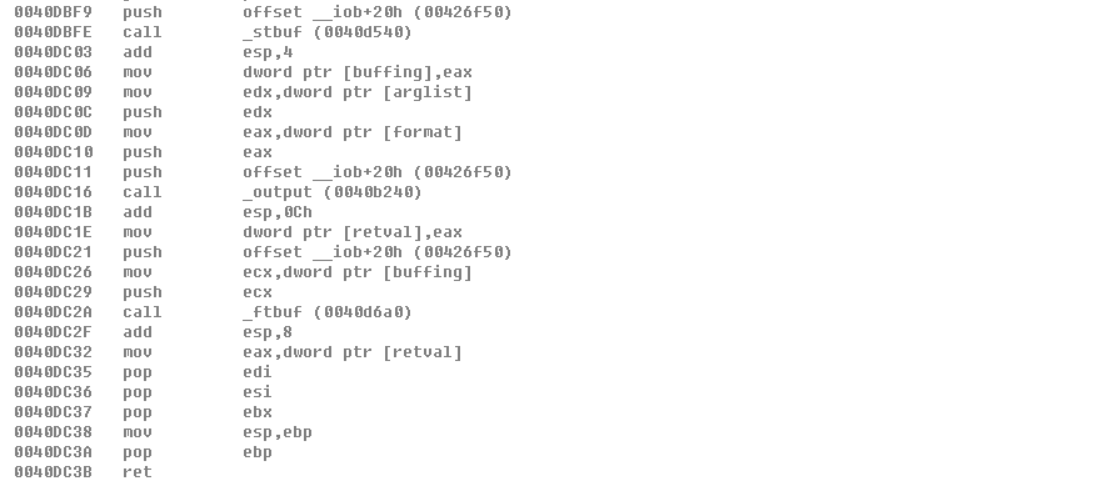 0040DBF9 push offset __iob+20h (00426f50)
0040DBFE call _stbuf (0040d540)
0040DC03 add esp,4
0040DC06 mov dword ptr [buffing],eax
0040DC09 mov edx,dword ptr [arglist]
0040DC0C push edx
0040DC0D mov eax,dword ptr [format]
0040DC10 push eax
0040DC11 push offset __iob+20h (00426f50)
0040DC16 call _output (0040b240)
0040DC1B add esp,0Ch
0040DC1E mov dword ptr [retval],eax
0040DC21 push offset __iob+20h (00426f50)
0040DC26 mov ecx,dword ptr [buffing]
0040DC29 push ecx
0040DC2A call _ftbuf (0040d6a0)
0040DC2F add esp,8
0040DC32 mov eax,dword ptr [retval]
0040DC35 pop edi
0040DC36 pop esi
0040DC37 pop ebx
0040DC38 mov esp,ebp
0040DC3A pop ebp
0040DC3B ret